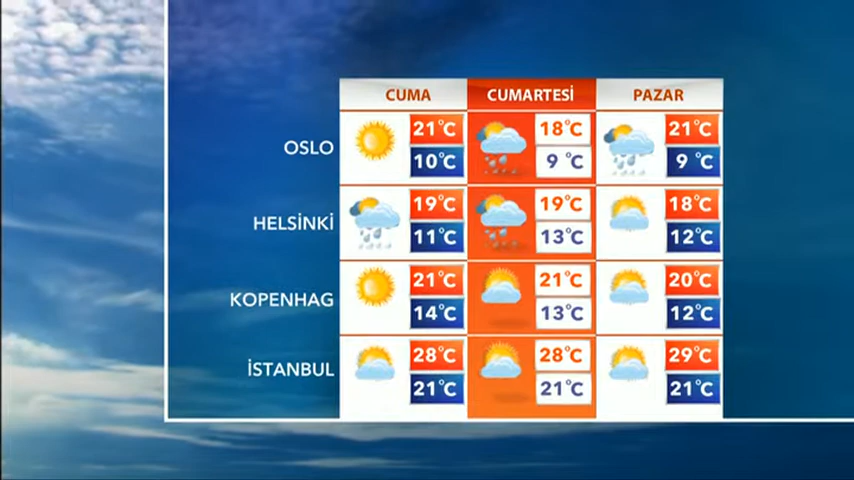 CUMA CUMARTESİ PAZAR
21°C 18°C 21°C
OSLO
10°C 9 °C 9 °C
19°C 19°C 18°C
HELSİNKİ
11°C 13°C 12°C
21°C 21°C 20°C
KOPENHAG
14°C 13°C 12°C
28°C 28°C 29°C
İSTANBUL
21°C 21°C 21°C